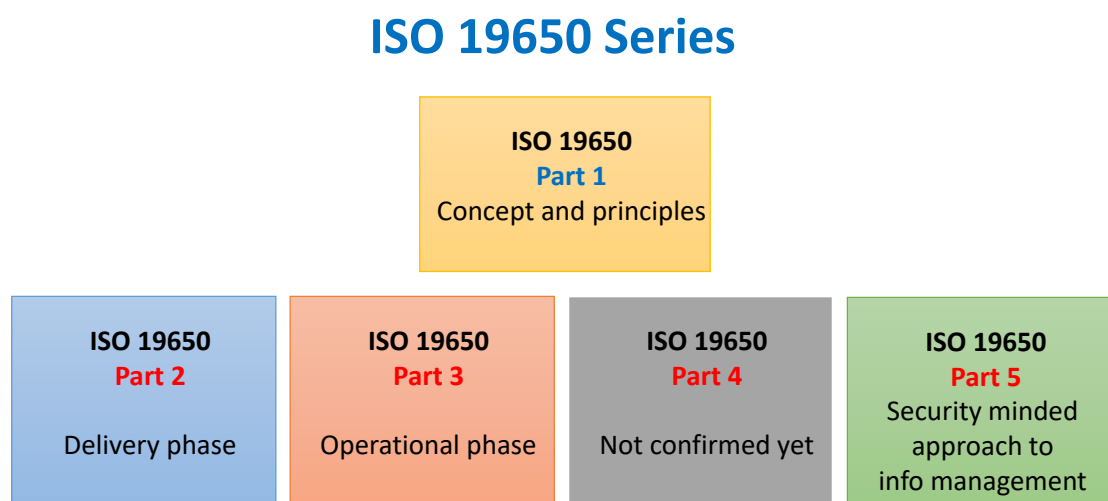 ISO 19650 Series
ISO 19650
Part 1
Concept and principles
ISO 19650
Part 2
Delivery phase
ISO 19650
Part 3
Operational phase
ISO 19650
Part 4
Not confirmed yet
ISO 19650
Part 5
Security minded
approach to
info management